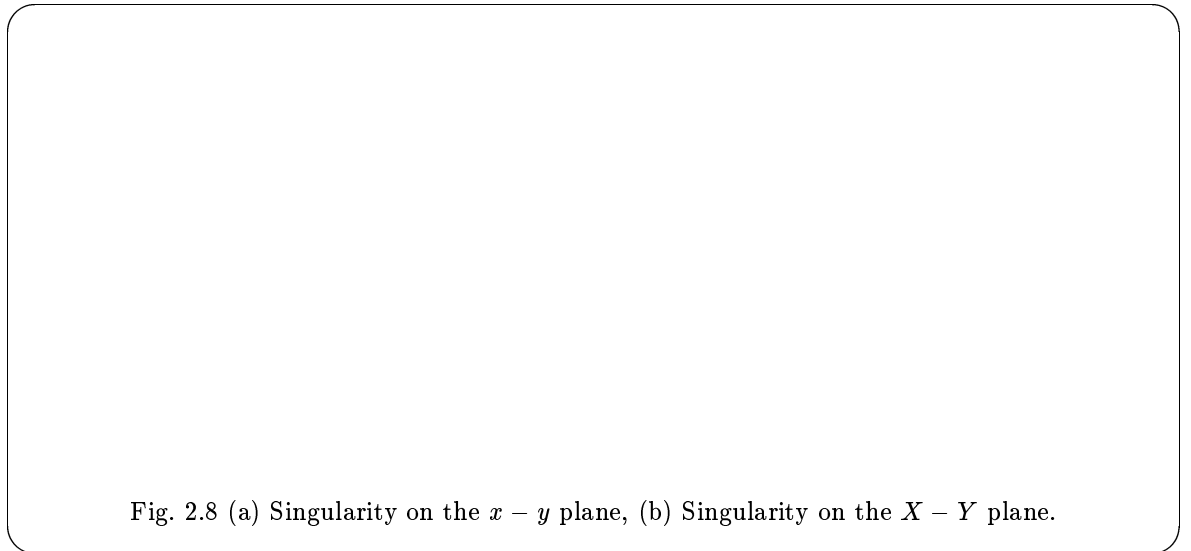 Fig. 2.8 (a) Singularity on the x − y plane, (b) Singularity on the X − Y plane.